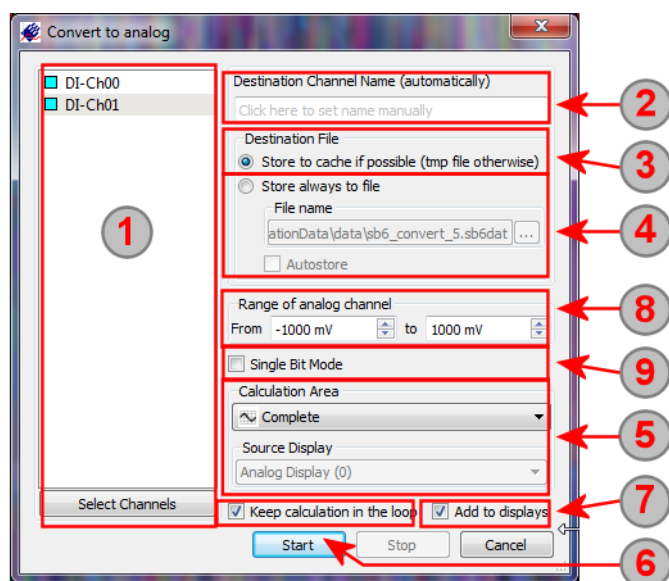 Convert to analog
DI-Ch00
DI-Ch01
Select Channels
1
Destination Channel Name (automatically)
Click here to set name manually
2
Destination File
Store to cache if possible (tmp file otherwise)
3
Store always to file
File name
ationData\data\sb6_convert_5.sb6dat ...
4
Autostore
Range of analog channel
8
From -1000 mV to 1000 mV
Single Bit Mode
9
Calculation Area
Complete
5
Source Display
Analog Display (0)
Keep calculation in the loop Add to displays
7
Start Stop Cancel
6